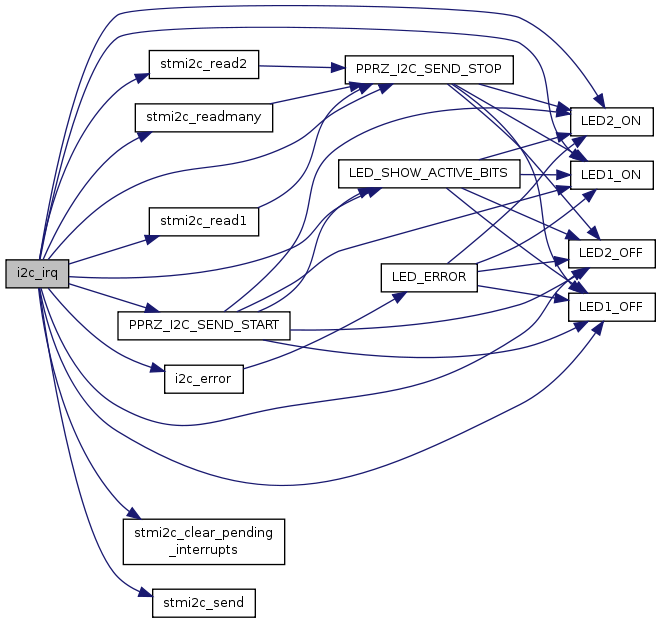 stmi2c_read2
PPRZ_I2C_SEND_STOP
stmi2c_readmany
LED2_ON
LED_SHOW_ACTIVE_BITS
LED1_ON
stmi2c_read1
LED2_OFF
i2c_irq
LED_ERROR
LED1_OFF
PPRZ_I2C_SEND_START
i2c_error
stmi2c_clear_pending
_interrupts
stmi2c_send